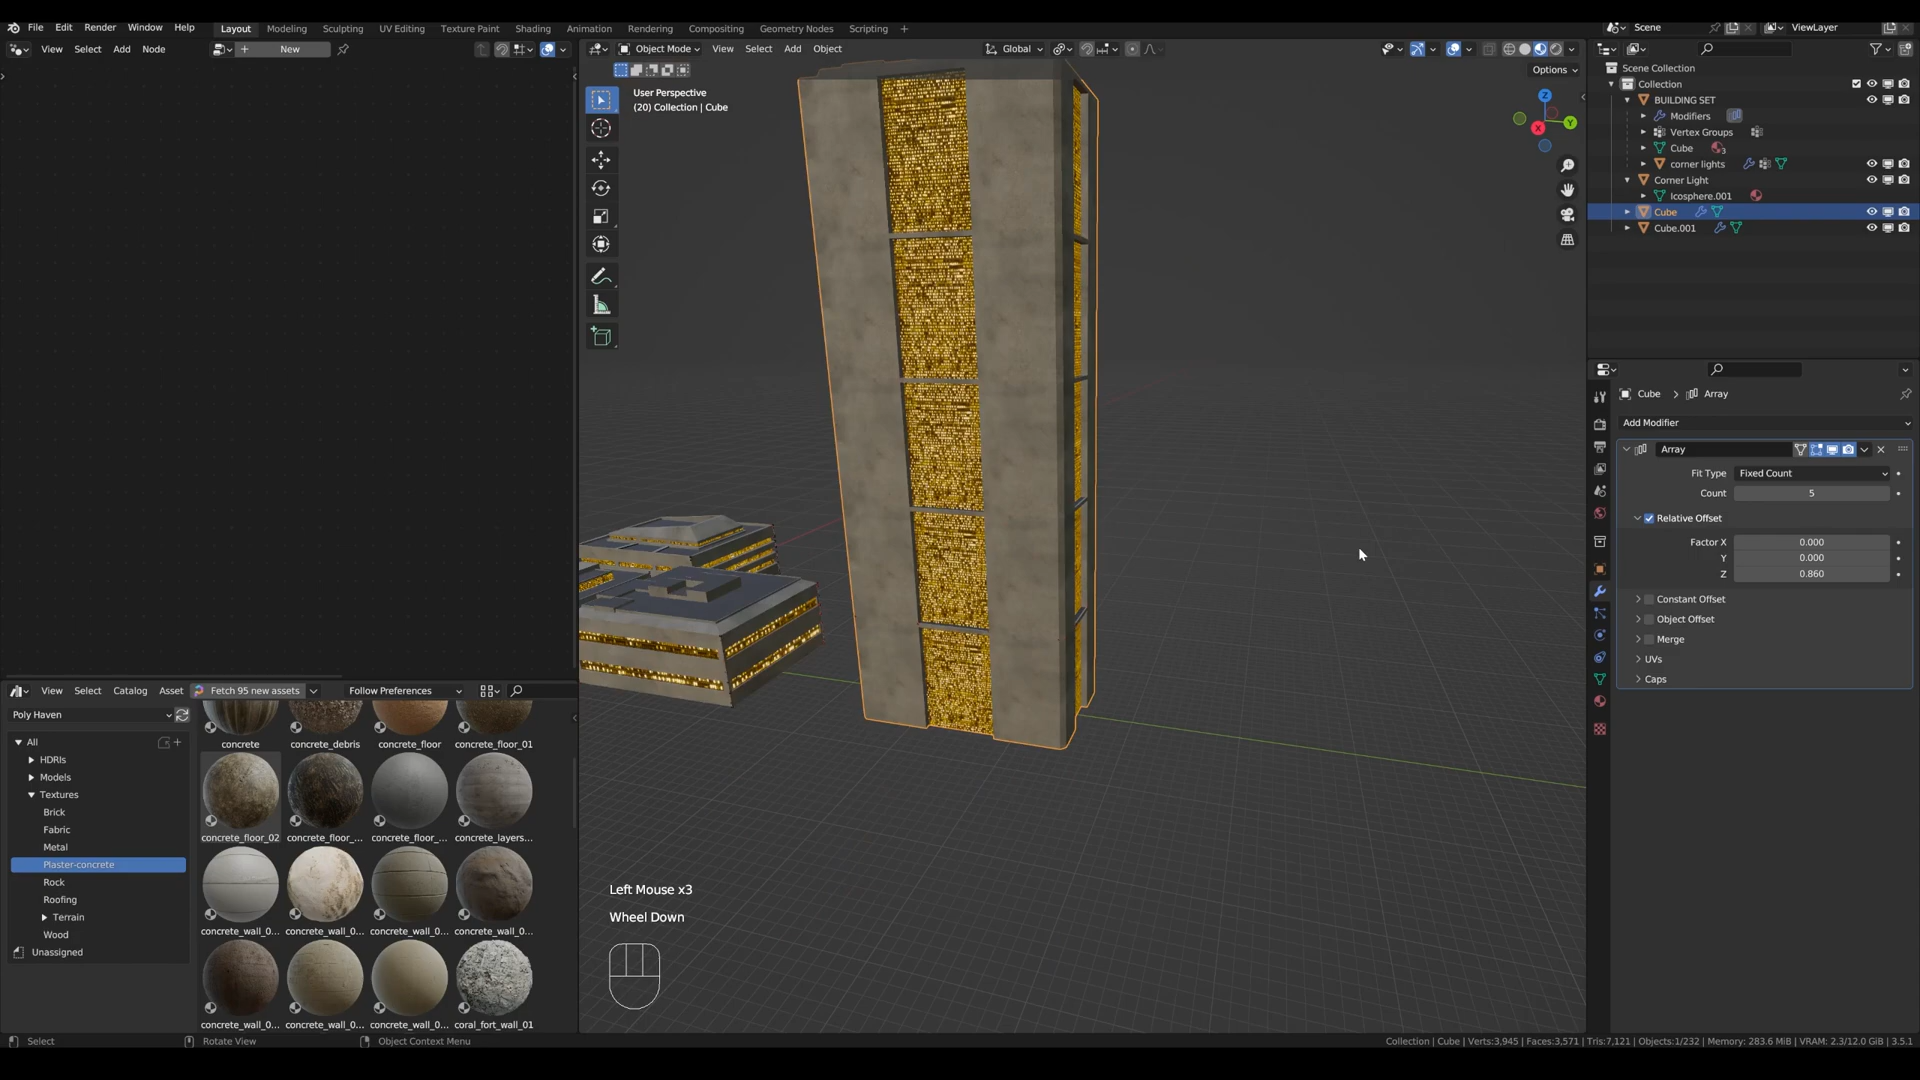 File Edit Render Window Help Layout Modeling Sculpting UV Editing Texture Paint Shading Animation Rendering Compositing Geometry Nodes Scripting + Scene ViewLayer
View Select Add Node + New
Object Mode View Select Add Object Global
Options
User Perspective
(20) Collection | Cube
Z
Y
X
Scene Collection
Collection
BUILDING SET
Modifiers
Vertex Groups
Cube 3
corner lights
Corner Light
Icosphere.001
Cube
Cube.001
Cube > Array
Add Modifier
Array
Fit Type Fixed Count
Count 5
Relative Offset
Factor X 0.000
Y 0.000
Z 0.860
Constant Offset
Object Offset
Merge
UVs
Caps
View Select Catalog Asset Fetch 95 new assets Follow Preferences
Poly Haven
All
HDRIs
Models
Textures
Brick
Fabric
Metal
Plaster-concrete
Rock
Roofing
Terrain
Wood
Unassigned
concrete concrete_debris concrete_floor concrete_floor_01
concrete_floor_02 concrete_floor_... concrete_floor_... concrete_layers...
concrete_wall_0... concrete_wall_0... concrete_wall_0... concrete_wall_0...
concrete_wall_0... concrete_wall_0... concrete_wall_0... coral_fort_wall_01
Left Mouse x3
Wheel Down
Select Rotate View Object Context Menu
Collection | Cube | Verts:3,945 | Faces:3,571 | Tris:7,121 | Objects:1/232 | Memory: 283.6 MiB | VRAM: 2.3/12.0 GiB | 3.5.1